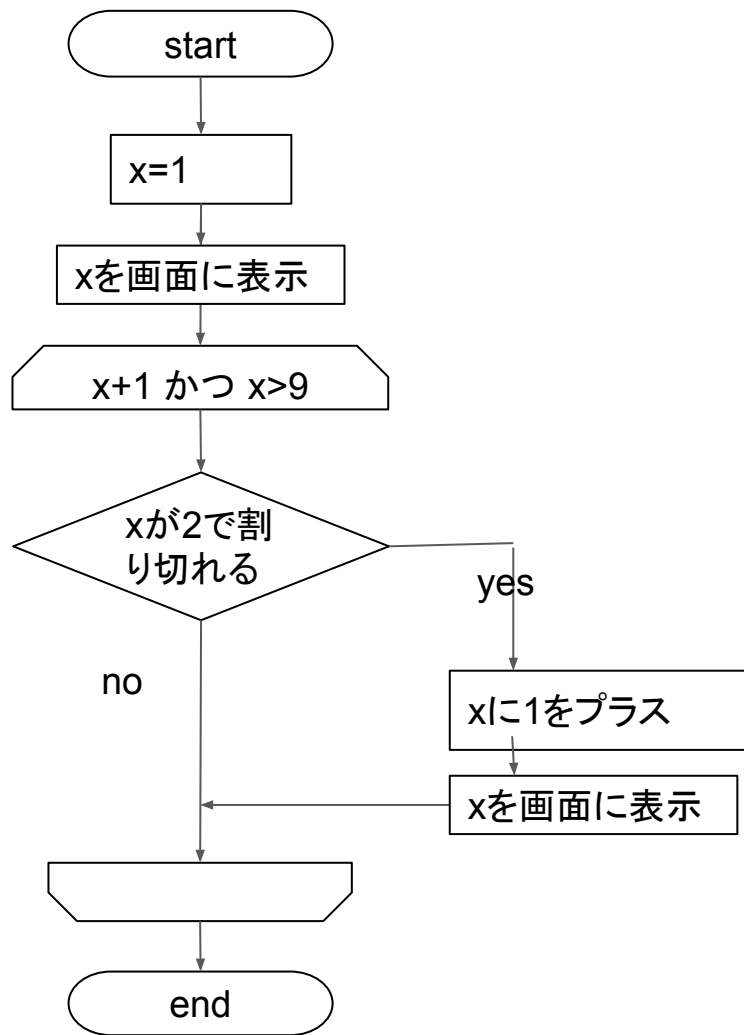 start
x=1
xを画面に表示
x+1 かつ x>9
xが2で割
り切れる
yes
no
xに1をプラス
xを画面に表示
end